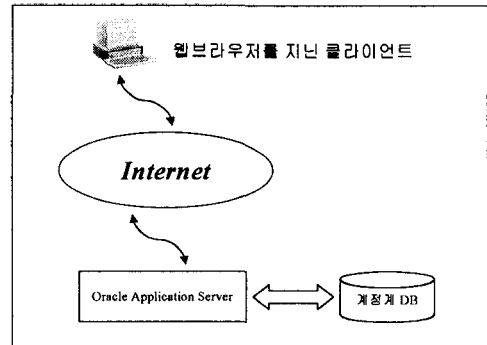 웹브라우저를 지닌 클라이언트
Internet
Oracle Application Server
계정계 DB